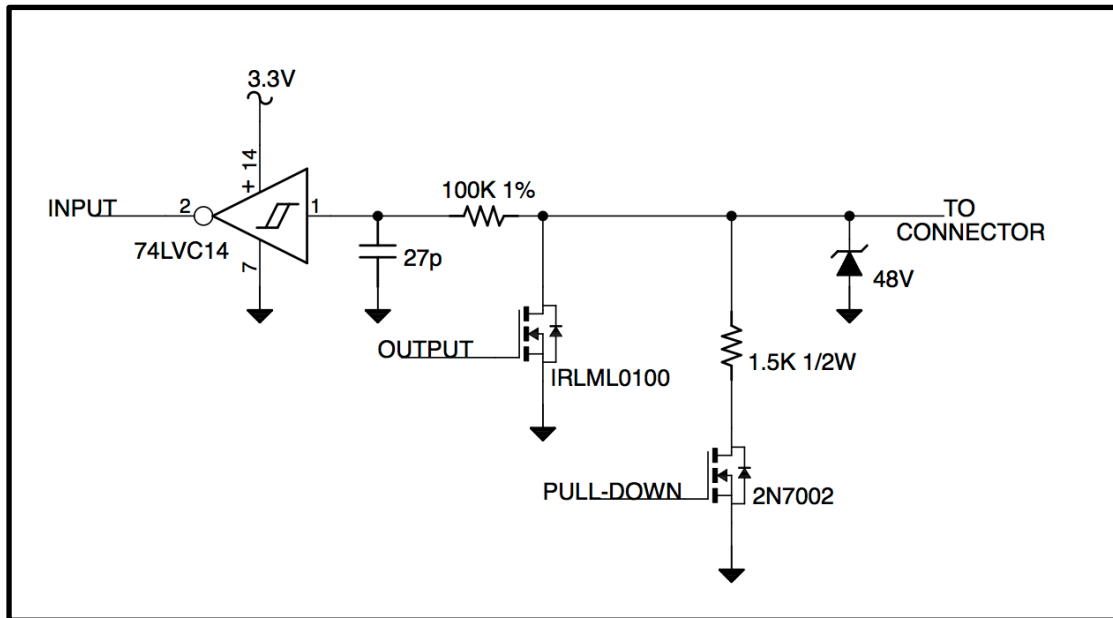 3.3V
+ 14
100K 1%
INPUT
2
1
TO
CONNECTOR
74LVC14
7
27p
48V
OUTPUT
IRLML0100
1.5K 1/2W
PULL-DOWN
2N7002